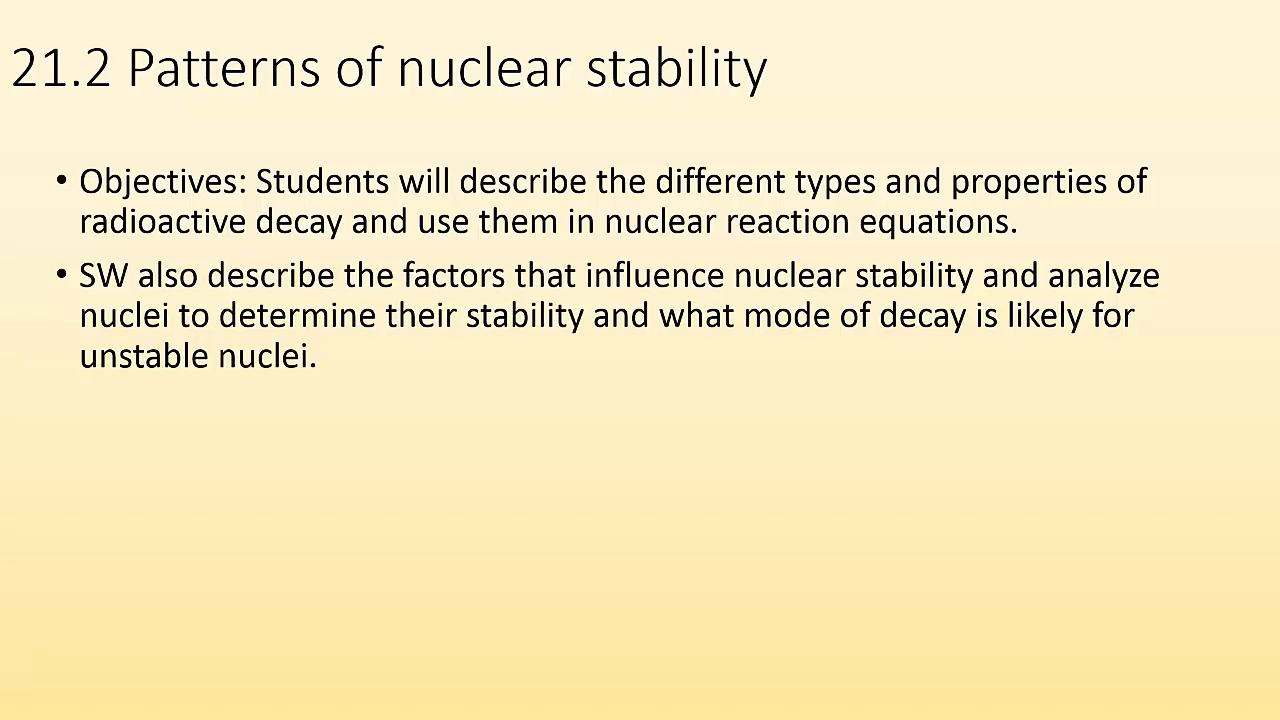 21.2 Patterns of nuclear stability
• Objectives: Students will describe the different types and properties of
radioactive decay and use them in nuclear reaction equations.
• SW also describe the factors that influence nuclear stability and analyze
nuclei to determine their stability and what mode of decay is likely for
unstable nuclei.